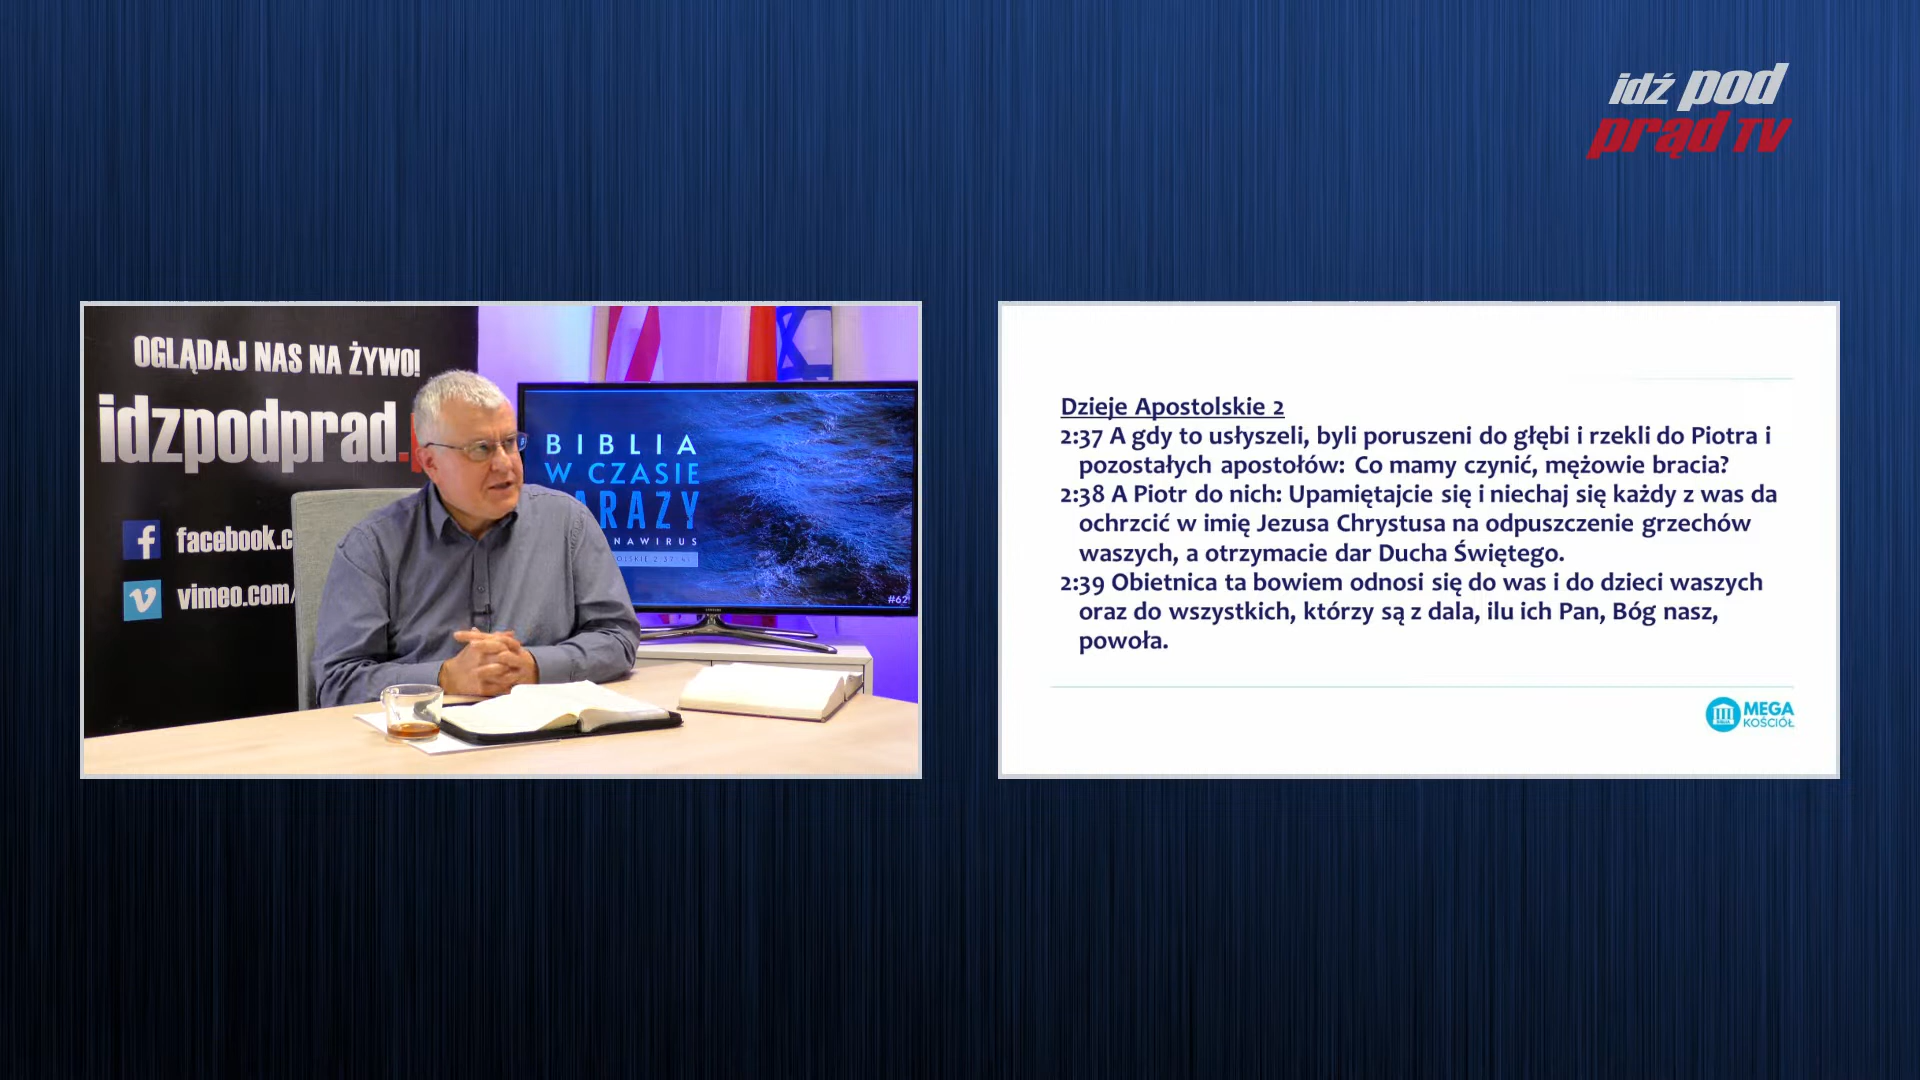 idź pod
prąd TV
OGLĄDAJ NAS NA ŻYWO!
idzpodprad.
facebook.c
vimeo.com/
BIBLIA
W CZASIE
ARAZY
NAWIRUS
#62
Dzieje Apostolskie 2
2:37 A gdy to usłyszeli, byli poruszeni do głębi i rzekli do Piotra i
pozostałych apostołów: Co mamy czynić, mężowie bracia?
2:38 A Piotr do nich: Upamiętajcie się i niechaj się każdy z was da
ochrzcić w imię Jezusa Chrystusa na odpuszczenie grzechów
waszych, a otrzymacie dar Ducha Świętego.
2:39 Obietnica ta bowiem odnosi się do was i do dzieci waszych
oraz do wszystkich, którzy są z dala, ilu ich Pan, Bóg nasz,
powoła.
MEGA
KOŚCIÓŁ